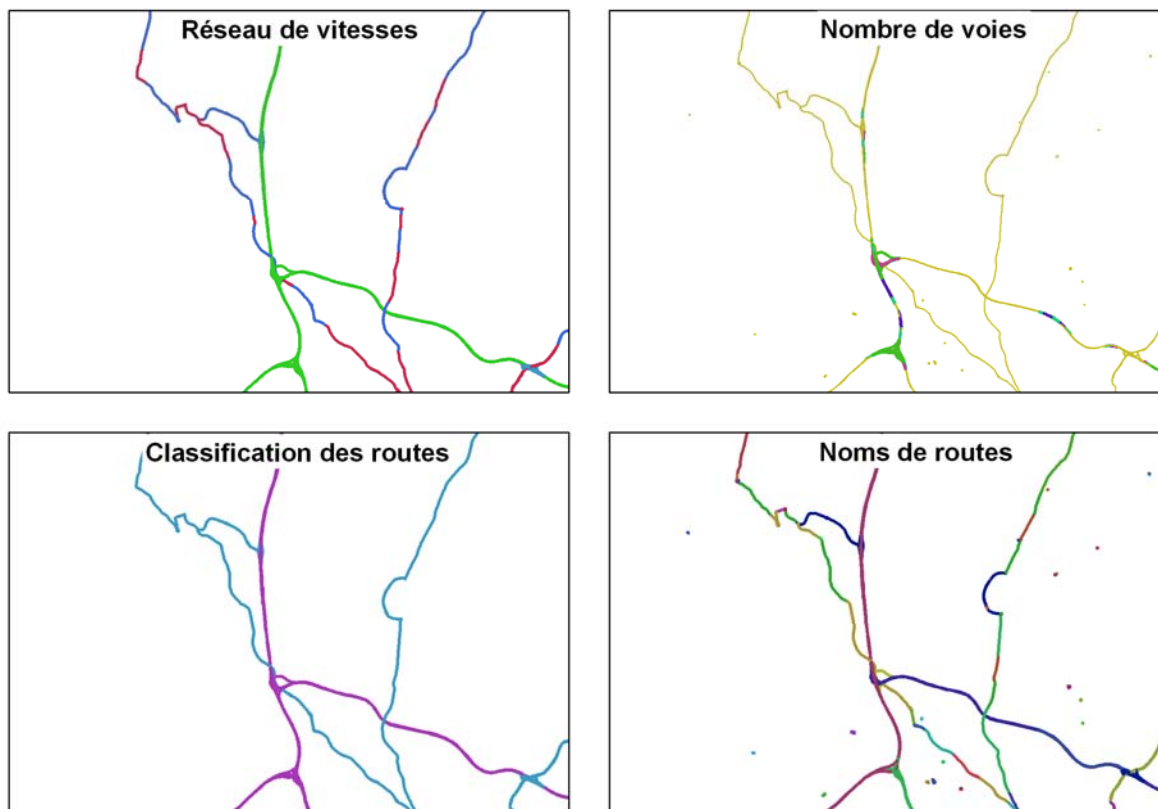 Réseau de vitesses
Nombre de voies
Classification des routes
Noms de routes